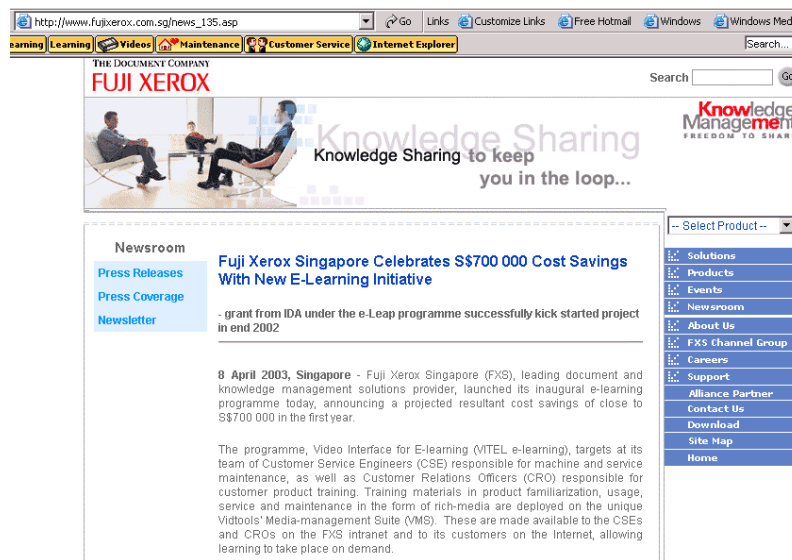 http://www.fujixerox.com.sg/news_135.asp Go Links Customize Links Free Hotmail Windows Windows Med
earning Learning Videos Maintenance Customer Service Internet Explorer Search...
THE DOCUMENT COMPANY
FUJI XEROX
Search Go
Knowledge Sharing
Knowledge Sharing to keep
you in the loop...
Knowledge
Management
FREEDOM TO SHAR
-- Select Product --
Newsroom
Press Releases
Press Coverage
Newsletter
Fuji Xerox Singapore Celebrates S$700 000 Cost Savings
With New E-Learning Initiative
- grant from IDA under the e-Leap programme successfully kick started project
in end 2002
8 April 2003, Singapore - Fuji Xerox Singapore (FXS), leading document and
knowledge management solutions provider, launched its inaugural e-learning
programme today, announcing a projected resultant cost savings of close to
S$700 000 in the first year.
The programme, Video Interface for E-learning (VITEL e-learning), targets at its
team of Customer Service Engineers (CSE) responsible for machine and service
maintenance, as well as Customer Relations Officers (CRO) responsible for
customer product training. Training materials in product familiarization, usage,
service and maintenance in the form of rich-media are deployed on the unique
Vidtools' Media-management Suite (VMS). These are made available to the CSEs
and CROs on the FXS intranet and to its customers on the Internet, allowing
learning to take place on demand.
Solutions
Products
Events
Newsroom
About Us
FXS Channel Group
Careers
Support
Alliance Partner
Contact Us
Download
Site Map
Home